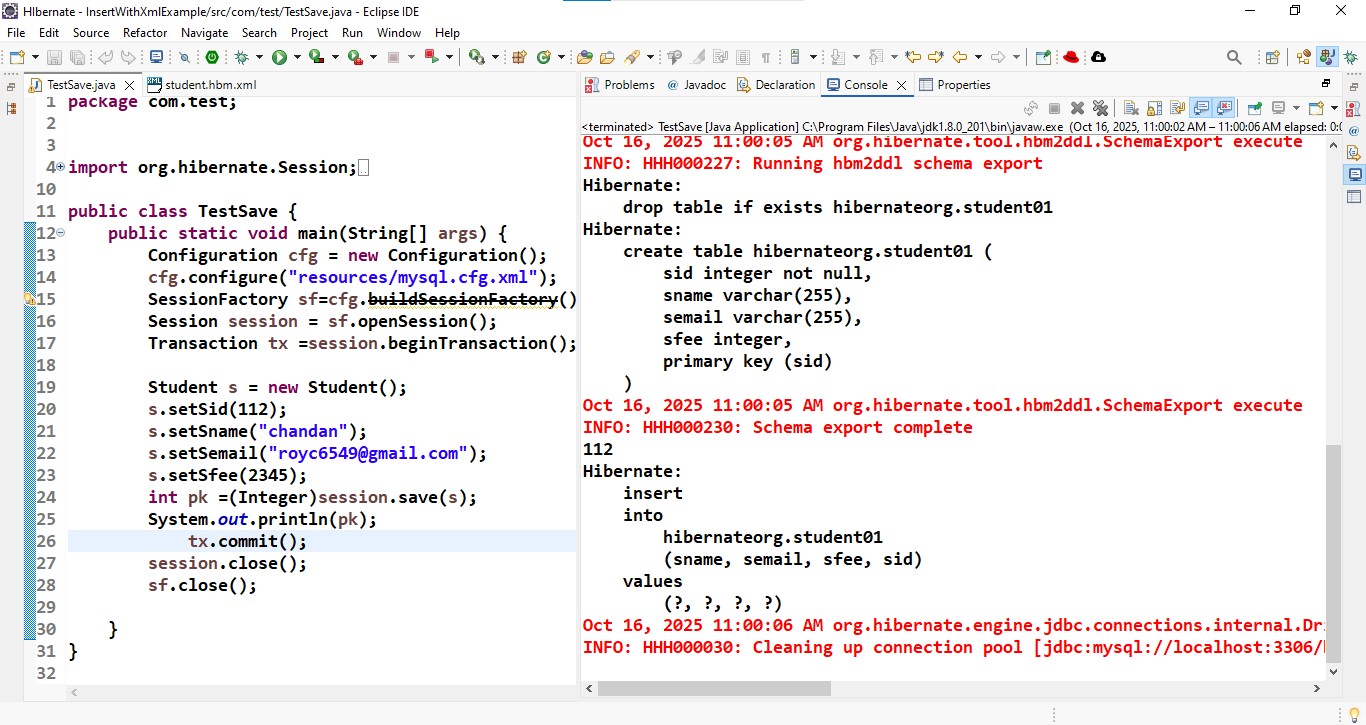 HIbernate - InsertWithXmlExample/src/com/test/TestSave.java - Eclipse IDE
File Edit Source Refactor Navigate Search Project Run Window Help
TestSave.java student.hbm.xml
1 package com.test;
2
3
4 import org.hibernate.Session;
10
11 public class TestSave {
12 public static void main(String[] args) {
13 Configuration cfg = new Configuration();
14 cfg.configure("resources/mysql.cfg.xml");
15 SessionFactory sf=cfg.buildSessionFactory()
16 Session session = sf.openSession();
17 Transaction tx =session.beginTransaction();
18
19 Student s = new Student();
20 s.setSid(112);
21 s.setSname("chandan");
22 s.setSemail("royc6549@gmail.com");
23 s.setSfee(2345);
24 int pk =(Integer)session.save(s);
25 System.out.println(pk);
26 tx.commit();
27 session.close();
28 sf.close();
29
30 }
31 }
32
Problems @ Javadoc Declaration Console Properties
<terminated> TestSave [Java Application] C:\Program Files\Java\jdk1.8.0_201\bin\javaw.exe (Oct 16, 2025, 11:00:02 AM – 11:00:06 AM elapsed: 0:0
Oct 16, 2025 11:00:05 AM org.hibernate.tool.hbm2ddl.SchemaExport execute
INFO: HHH000227: Running hbm2ddl schema export
Hibernate:
drop table if exists hibernateorg.student01
Hibernate:
create table hibernateorg.student01 (
sid integer not null,
sname varchar(255),
semail varchar(255),
sfee integer,
primary key (sid)
)
Oct 16, 2025 11:00:05 AM org.hibernate.tool.hbm2ddl.SchemaExport execute
INFO: HHH000230: Schema export complete
112
Hibernate:
insert
into
hibernateorg.student01
(sname, semail, sfee, sid)
values
(?, ?, ?, ?)
Oct 16, 2025 11:00:06 AM org.hibernate.engine.jdbc.connections.internal.Dr
INFO: HHH000030: Cleaning up connection pool [jdbc:mysql://localhost:3306/